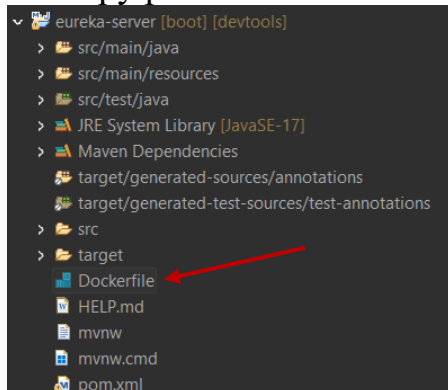 eureka-server [boot] [devtools]
src/main/java
src/main/resources
src/test/java
JRE System Library [JavaSE-17]
Maven Dependencies
target/generated-sources/annotations
target/generated-test-sources/test-annotations
src
target
Dockerfile
HELP.md
mvnw
mvnw.cmd
pom.xml